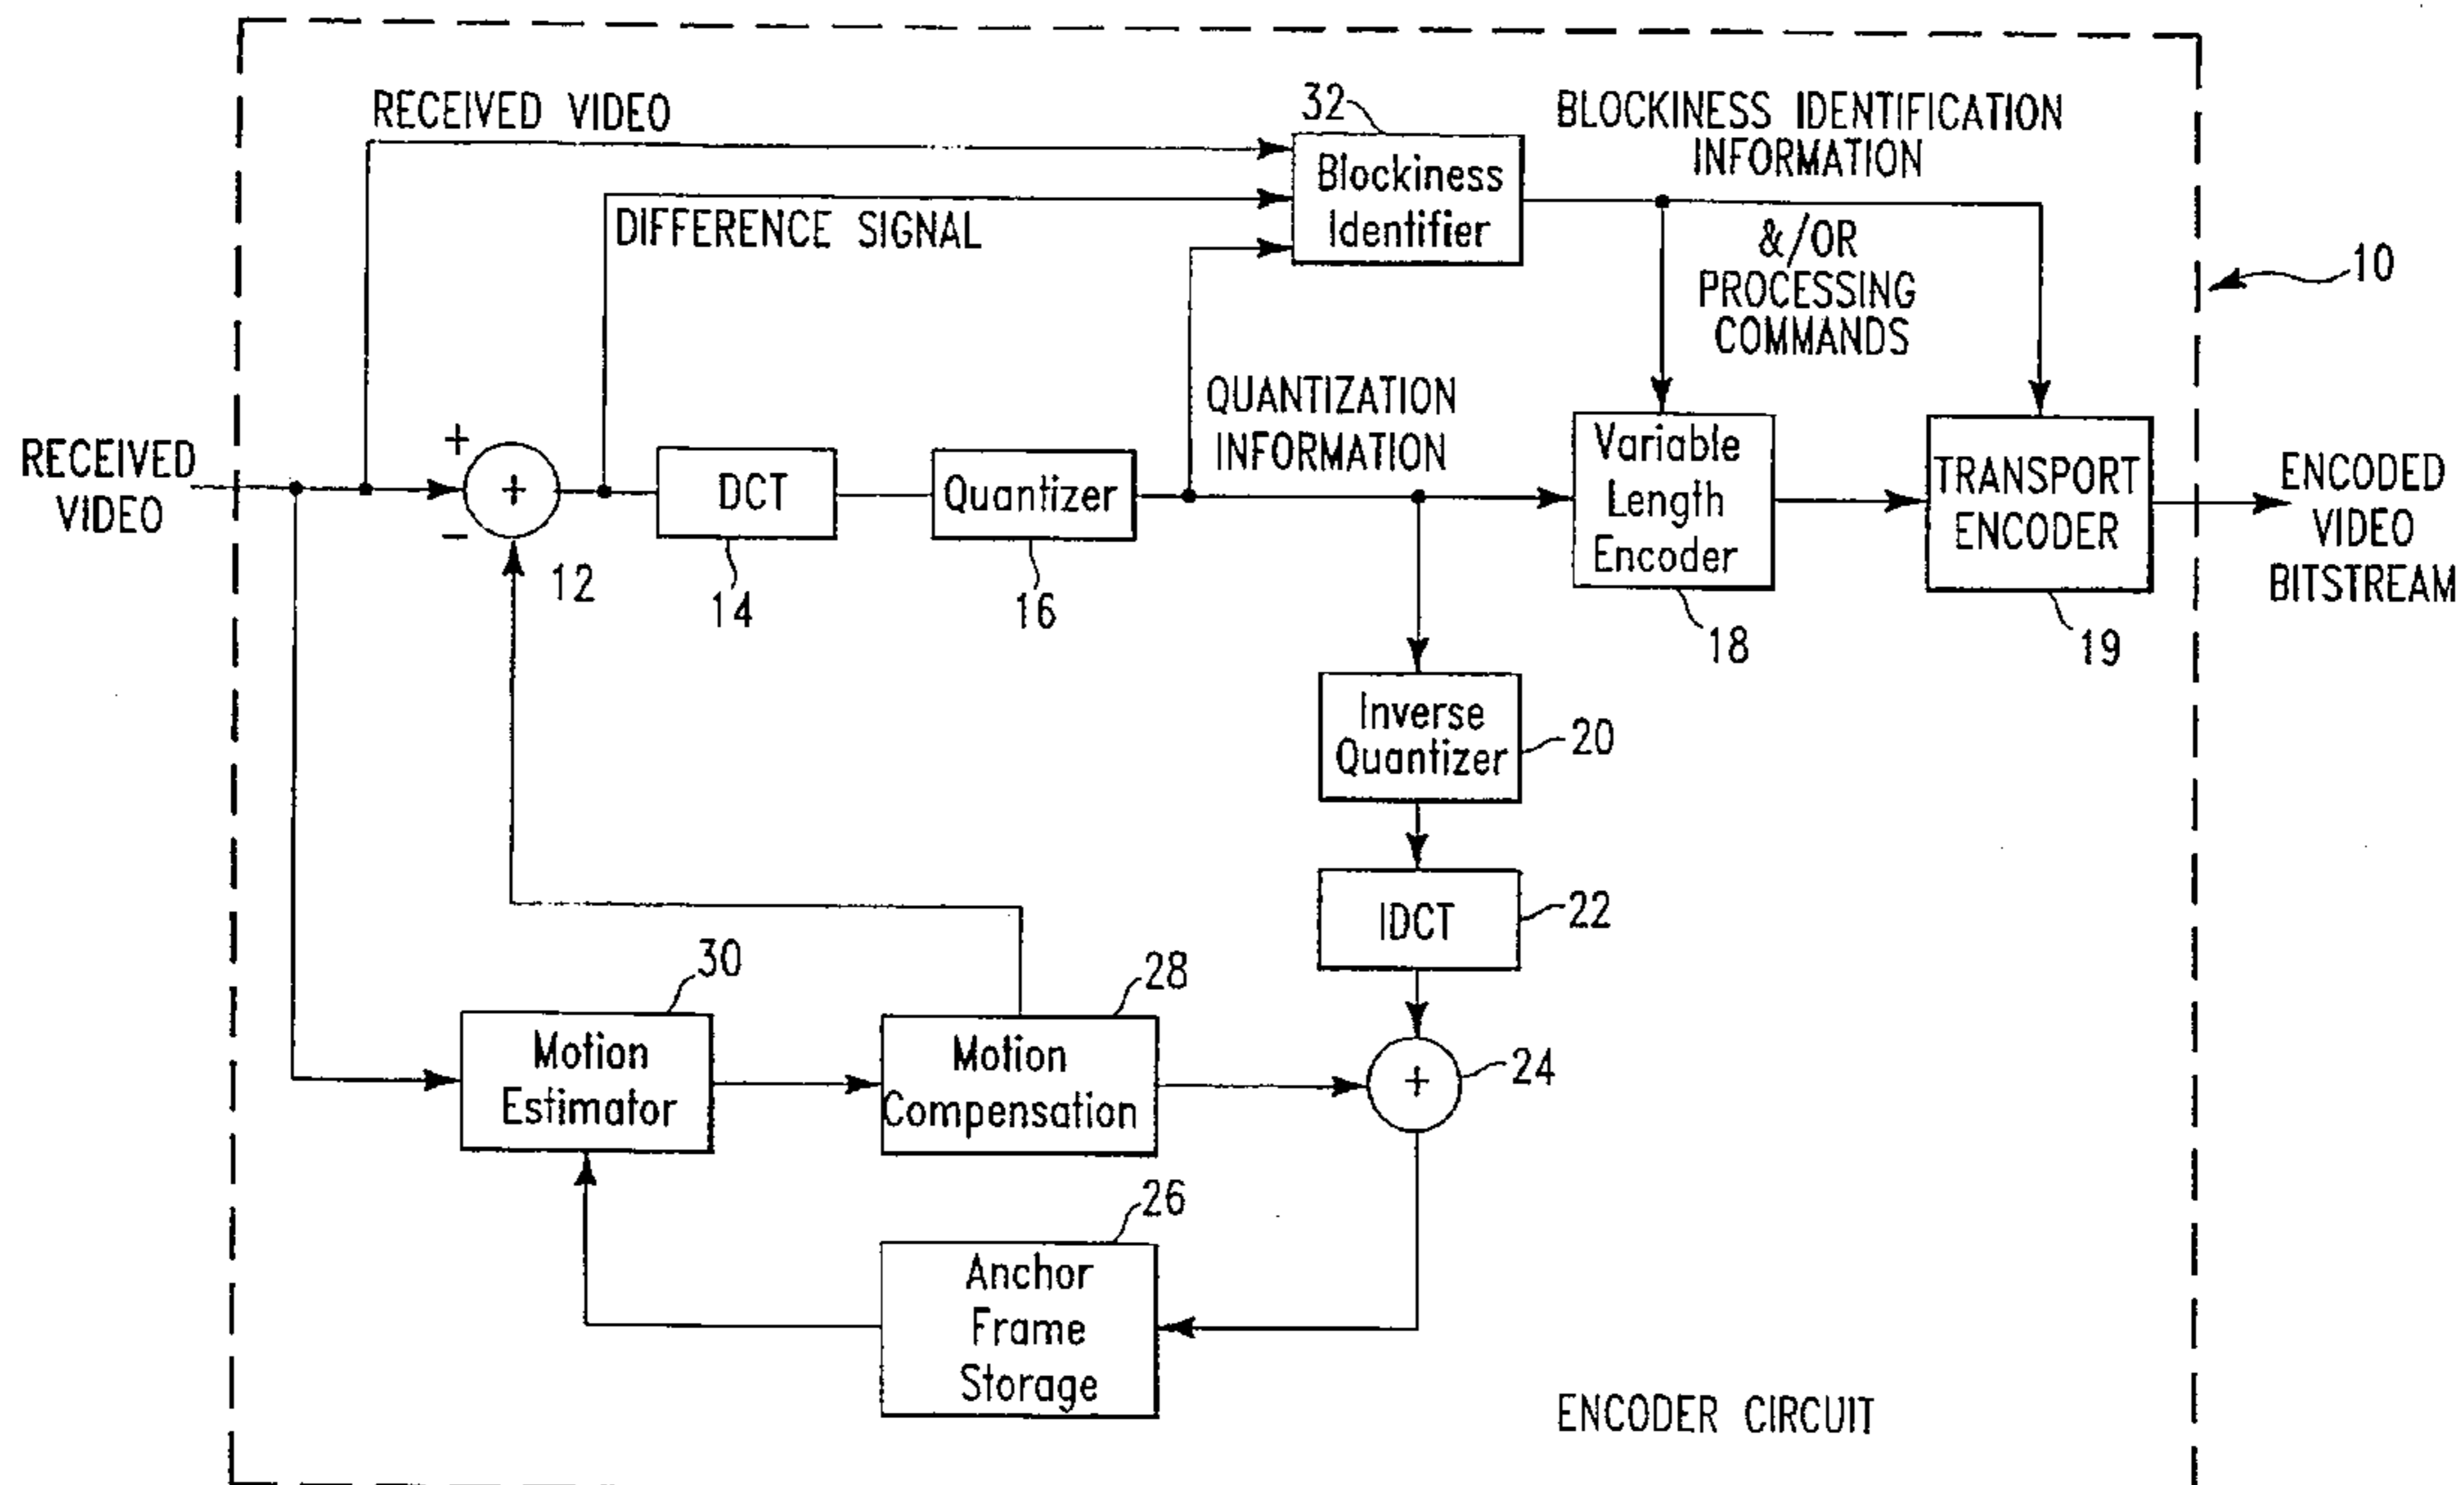 RECEIVED VIDEO
32
BLOCKINESS IDENTIFICATION
INFORMATION
Blockiness
Identifier
DIFFERENCE SIGNAL
&/OR
PROCESSING
COMMANDS
10
QUANTIZATION
INFORMATION
RECEIVED
VIDEO
+
+
−
12
DCT
14
Quantizer
16
Variable
Length
Encoder
18
TRANSPORT
ENCODER
19
ENCODED
VIDEO
BITSTREAM
Inverse
Quantizer
20
IDCT
22
30
Motion
Estimator
28
Motion
Compensation
+
24
26
Anchor
Frame
Storage
ENCODER CIRCUIT